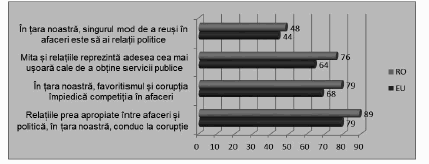 În țara noastră, singurul mod de a reuși în
afaceri este să ai relații politice
48
44
Mita și relațiile reprezintă adesea cea mai
ușoară cale de a obține servicii publice
76
64
În țara noastră, favoritismul și corupția
împiedică competiția în afaceri
79
68
Relațiile prea apropiate între afaceri și
politică, în țara noastră, conduc la corupție
89
79
RO
EU
0 10 20 30 40 50 60 70 80 90